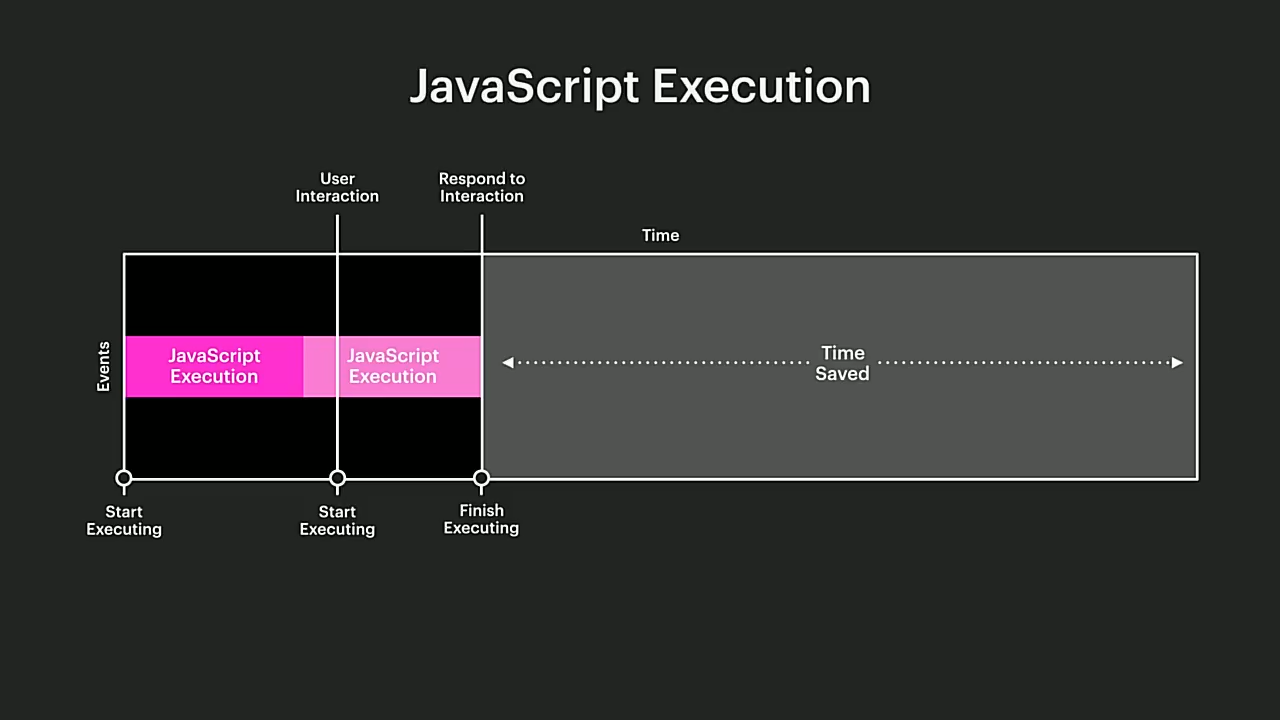 JavaScript Execution
User
Interaction
Respond to
Interaction
Time
Events
JavaScript
Execution
JavaScript
Execution
Time
Saved
Start
Executing
Start
Executing
Finish
Executing